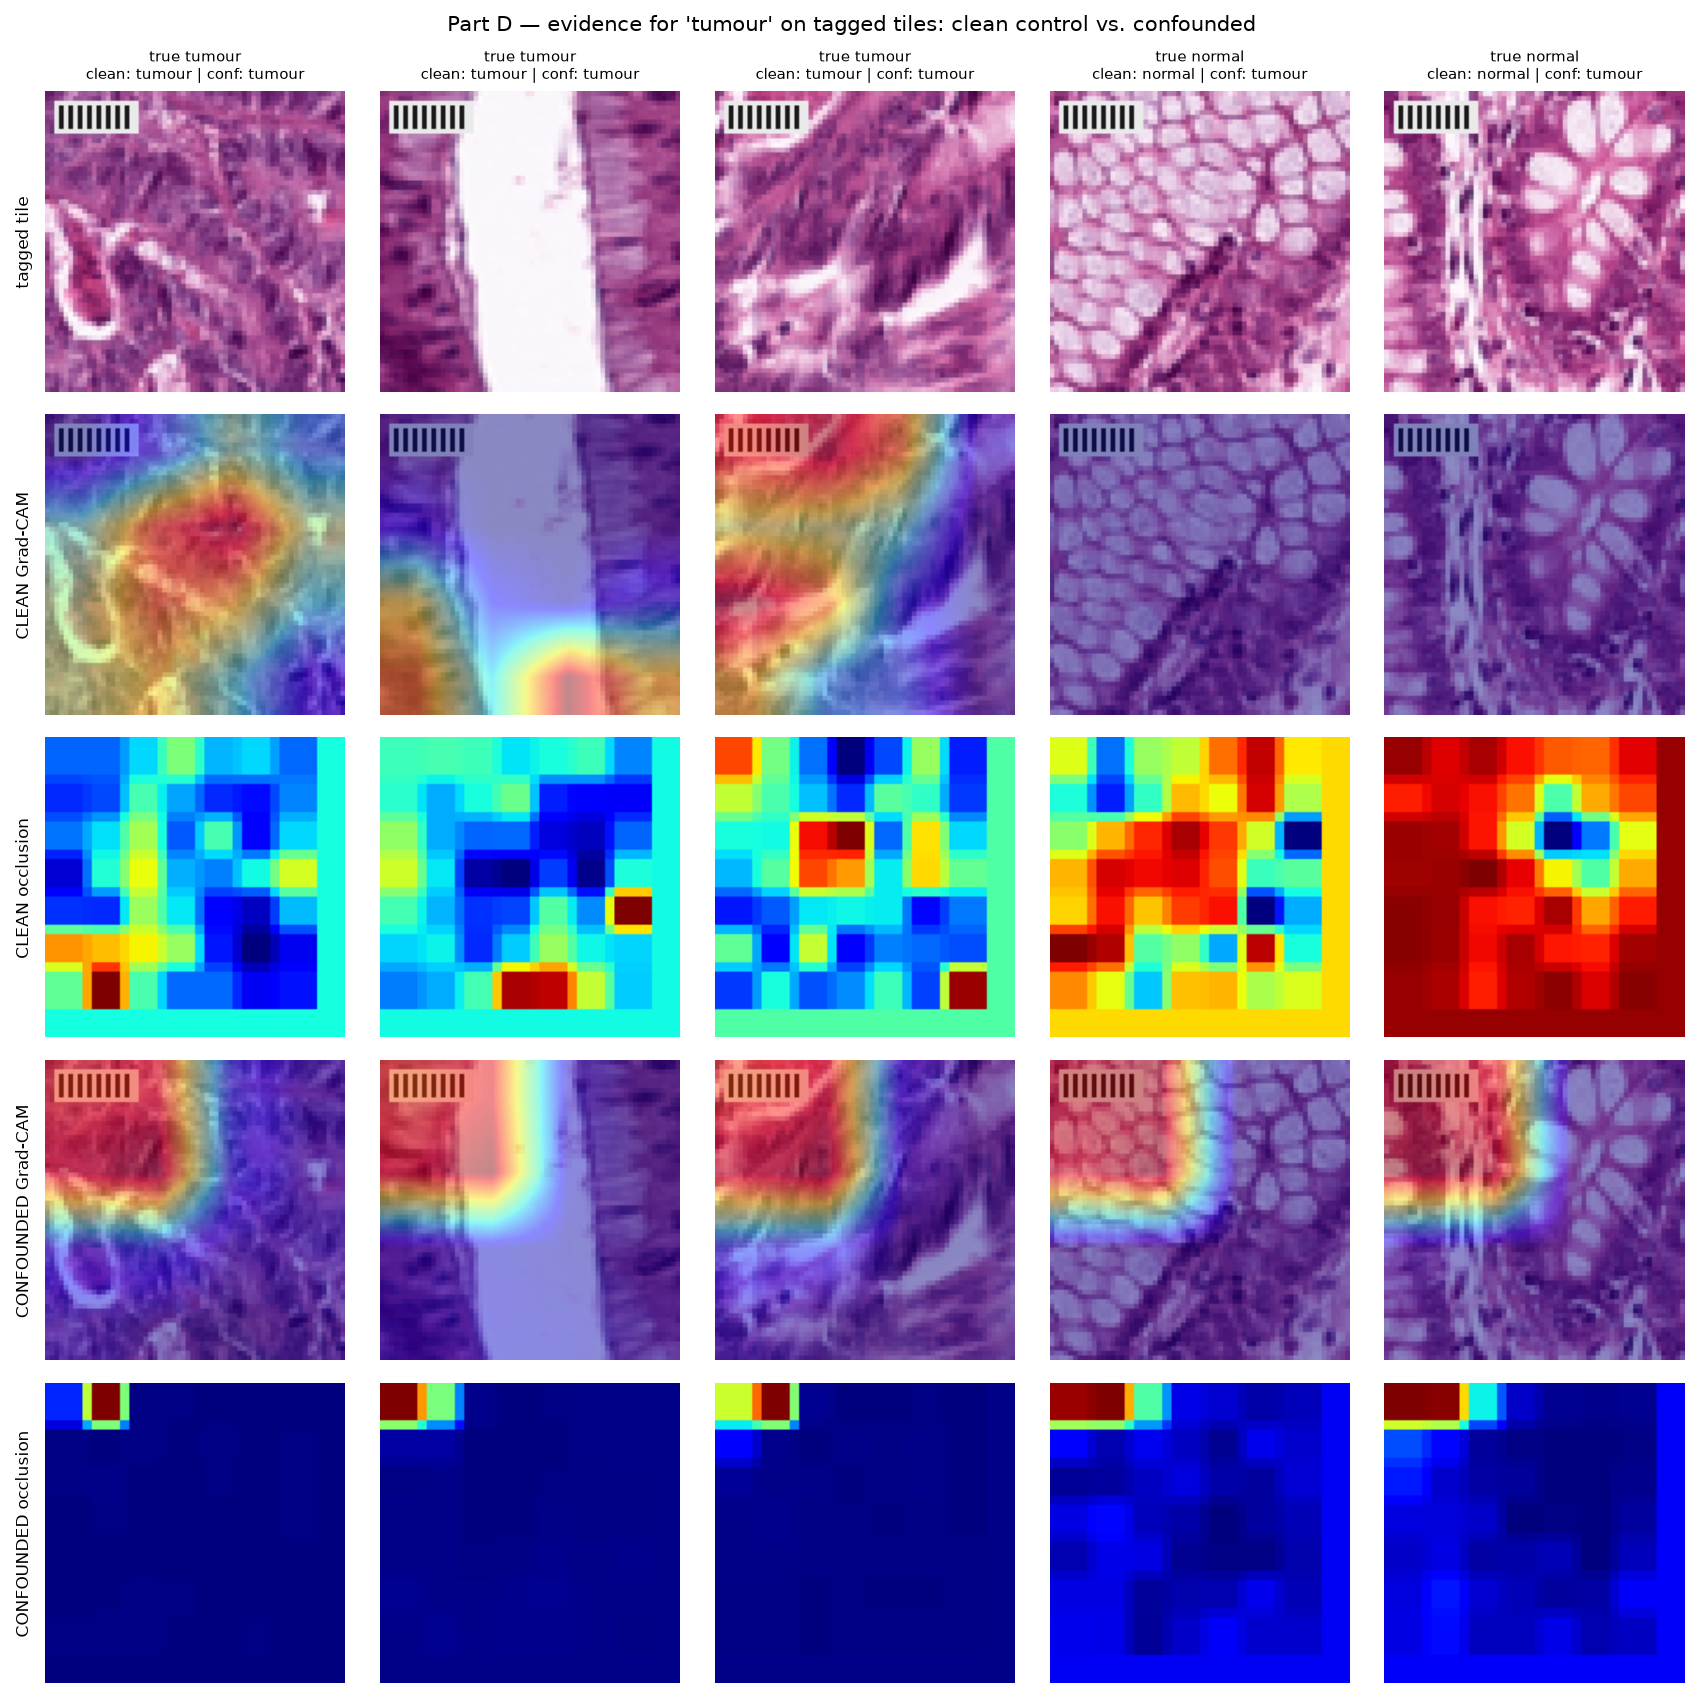 Part D — evidence for 'tumour' on tagged tiles: clean control vs. confounded
true tumour
clean: tumour | conf: tumour
true tumour
clean: tumour | conf: tumour
true tumour
clean: tumour | conf: tumour
true normal
clean: normal | conf: tumour
true normal
clean: normal | conf: tumour
tagged tile
CLEAN Grad-CAM
CLEAN occlusion
CONFOUNDED Grad-CAM
CONFOUNDED occlusion